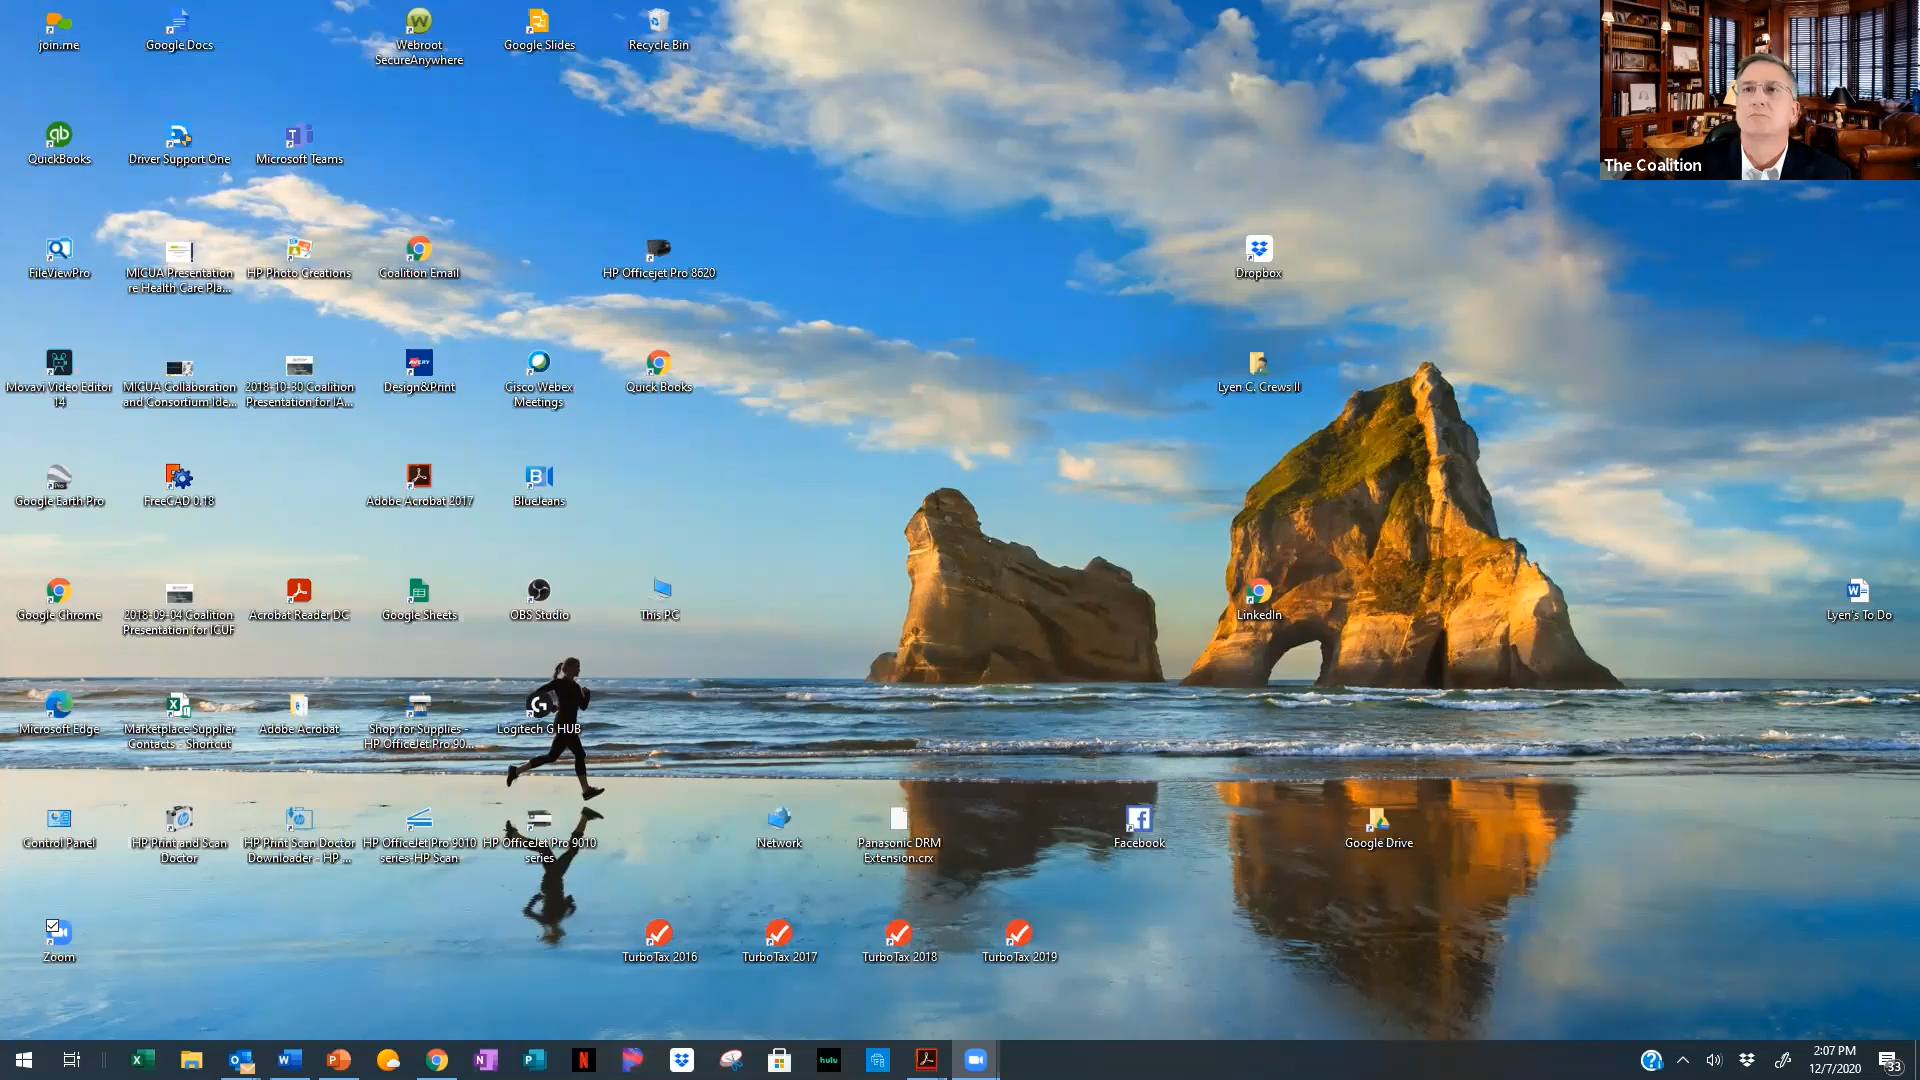 join.me
Google Docs
Webroot
SecureAnywhere
Google Slides
Recycle Bin
The Coalition
QuickBooks
Driver Support One
Microsoft Teams
FileViewPro
MICUA Presentation
re Health Care Pla...
HP Photo Creations
Coalition Email
HP Officejet Pro 8620
Dropbox
Movavi Video Editor
14
MICUA Collaboration
and Consortium Ide...
2018-10-30 Coalition
Presentation for IA...
AVERY
Design&Print
Cisco Webex
Meetings
Quick Books
Lyen C. Crews II
Google Earth Pro
FreeCAD 0.18
Adobe Acrobat 2017
BlueJeans
Google Chrome
2018-09-04 Coalition
Presentation for ICUF
Acrobat Reader DC
Google Sheets
OBS Studio
This PC
LinkedIn
Lyen's To Do
Microsoft Edge
Marketplace Supplier
Contacts - Shortcut
Adobe Acrobat
Shop for Supplies -
HP OfficeJet Pro 90...
Logitech G HUB
Control Panel
HP Print and Scan
Doctor
HP Print Scan Doctor
Downloader - HP ...
HP OfficeJet Pro 9010
series-HP Scan
HP OfficeJet Pro 9010
series
Network
Panasonic DRM
Extension.crx
Facebook
Google Drive
Zoom
TurboTax 2016
TurboTax 2017
TurboTax 2018
TurboTax 2019
hulu
2:07 PM
12/7/2020
33